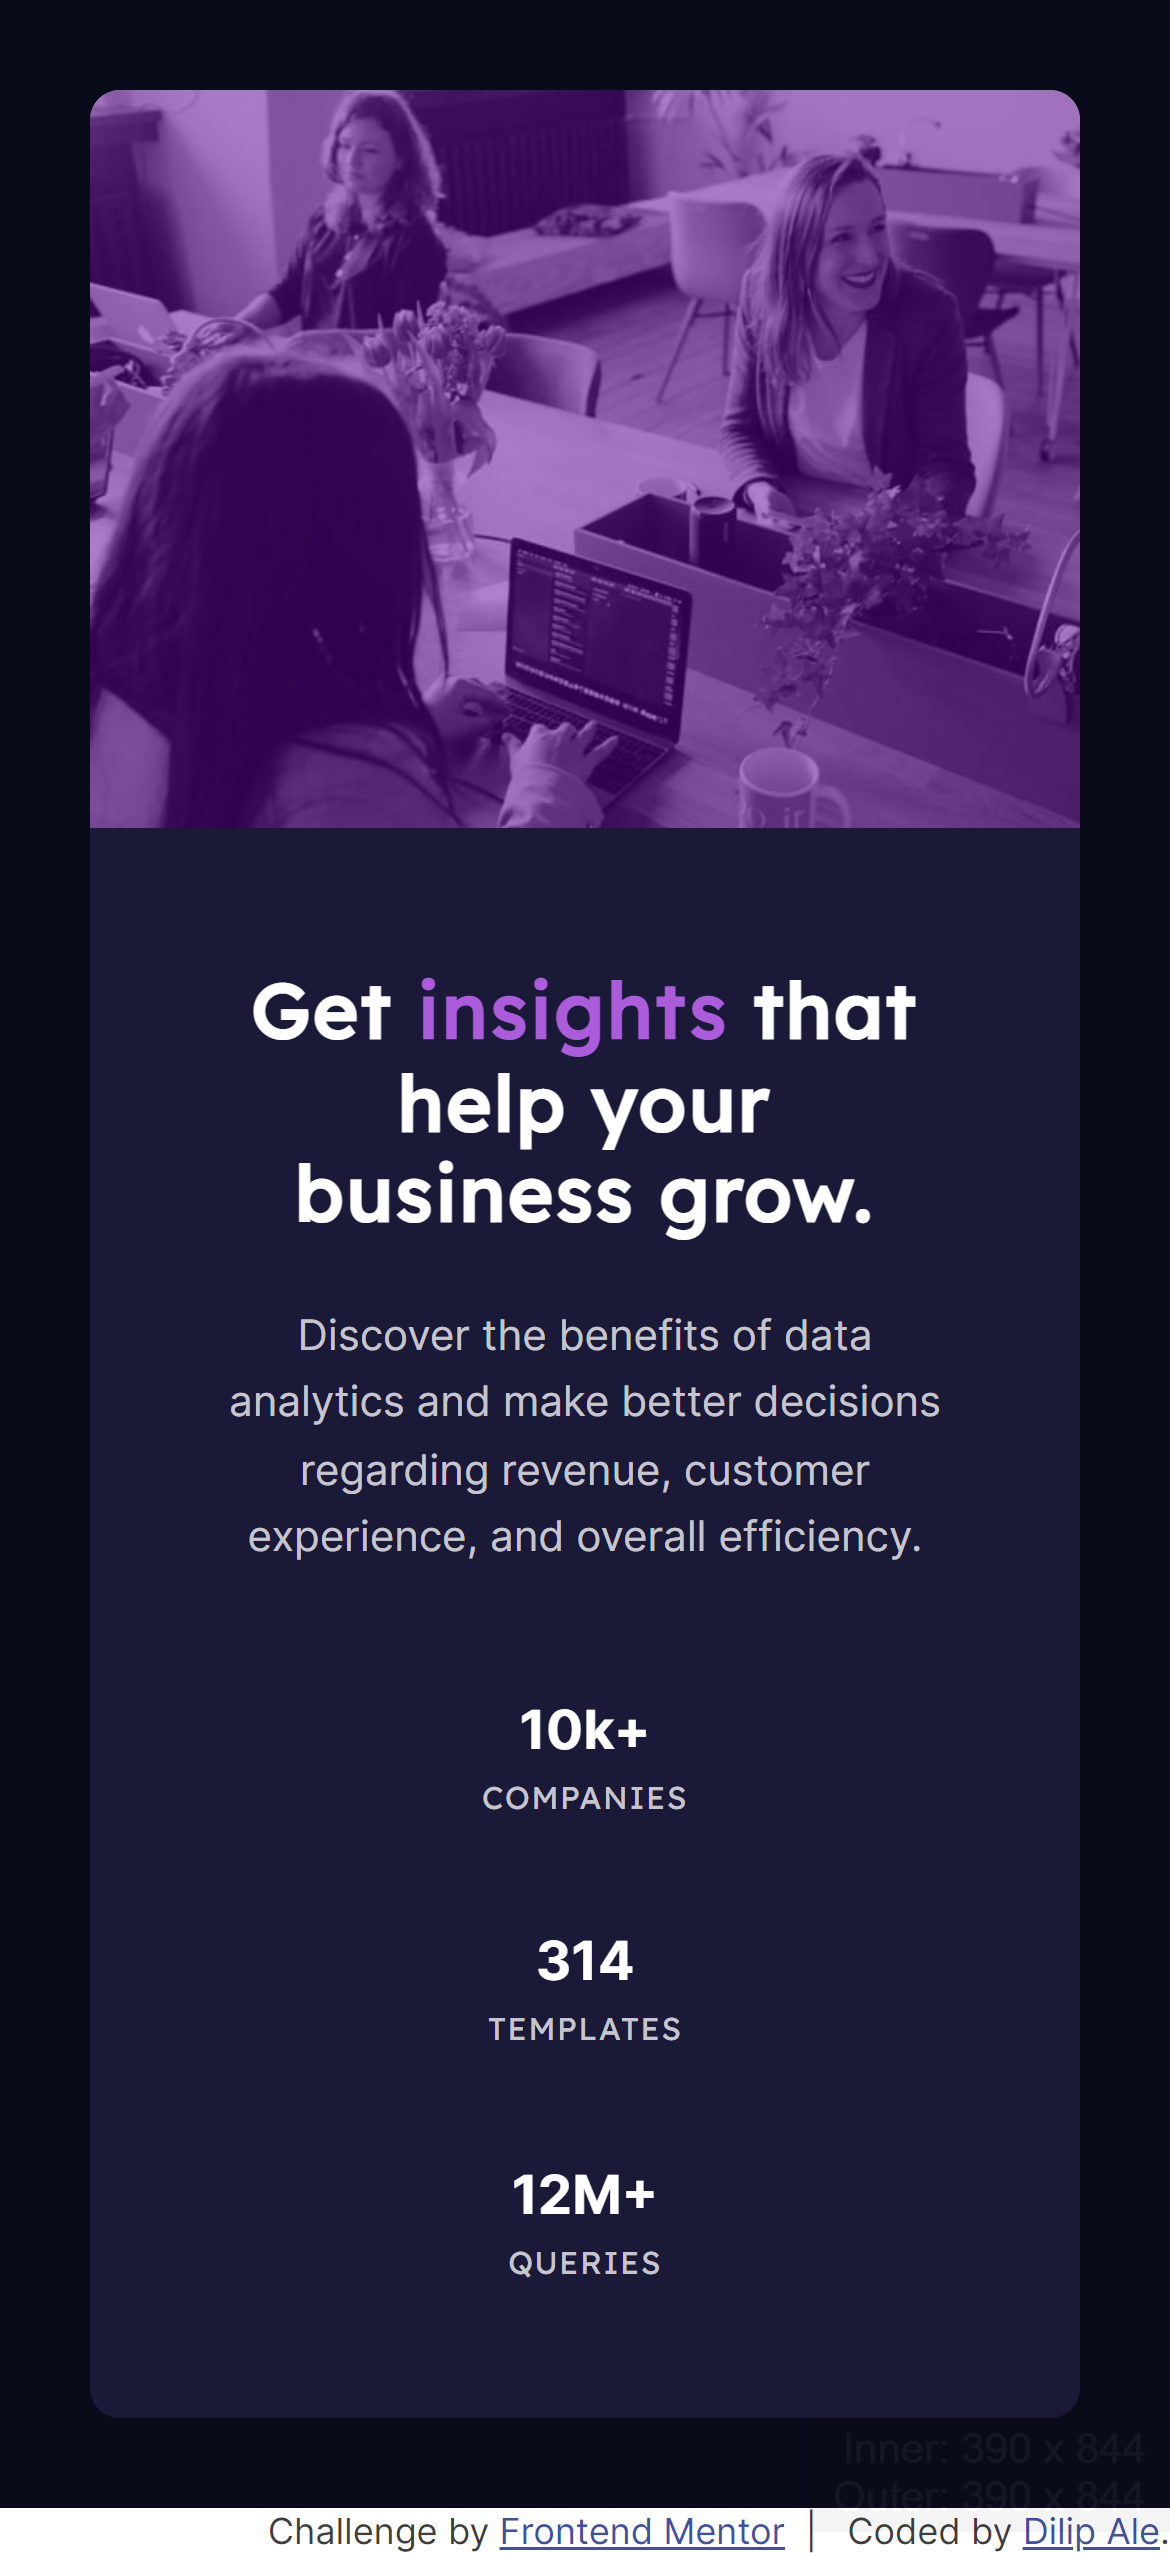 Get insights that
help your
business grow.
Discover the benefits of data
analytics and make better decisions
regarding revenue, customer
experience, and overall efficiency.
10k+
COMPANIES
314
TEMPLATES
12M+
QUERIES
Inner: 390 x 844
Outer: 390 x 844
Challenge by Frontend Mentor | Coded by Dilip Ale.